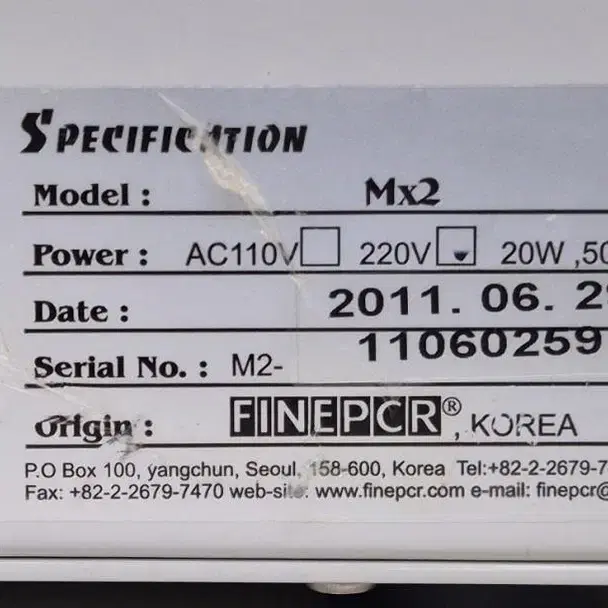 SPECIFICATION
Model : Mx2
Power : AC110V 220V 20W ,50
Date : 2011. 06. 2
Serial No. : M2- 11060259
Origin : FINEPCR® , KOREA
P.O Box 100, yangchun, Seoul, 158-600, Korea Tel:+82-2-2679-7
Fax: +82-2-2679-7470 web-site: www.finepcr.com e-mail: finepcr@